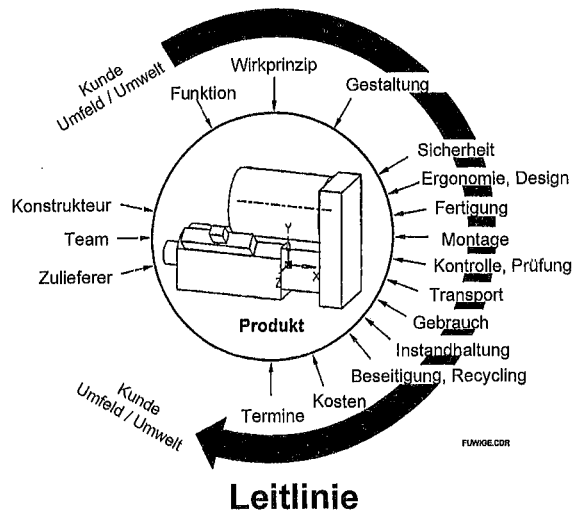 Kunde
Umfeld / Umwelt
Wirkprinzip
Funktion
Gestaltung
Sicherheit
Ergonomie, Design
Fertigung
Montage
Kontrolle, Prüfung
Transport
Gebrauch
Instandhaltung
Beseitigung, Recycling
Kosten
Termine
Konstrukteur
Team
Zulieferer
Y
X
Z
Produkt
Kunde
Umfeld / Umwelt
FUWIGE.CDR
Leitlinie